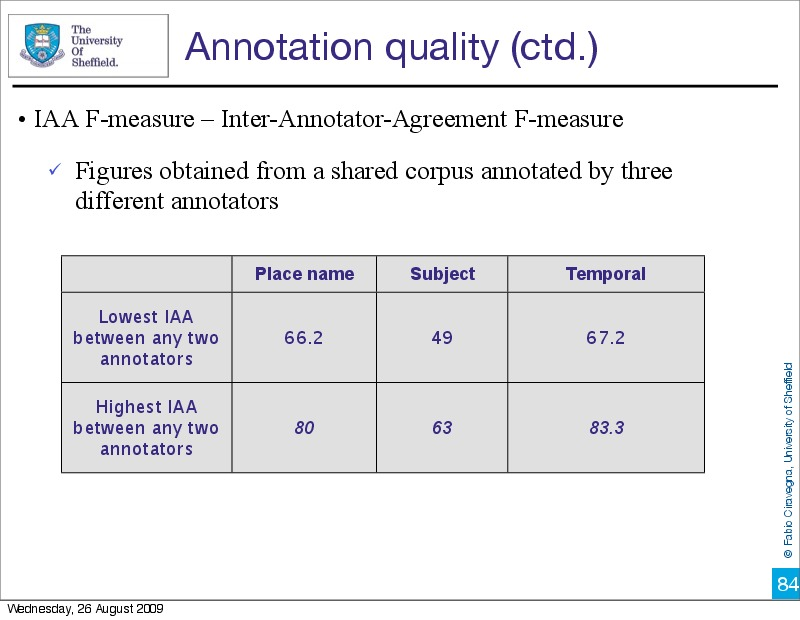 The
University
Of
Sheffield.
Annotation quality (ctd.)
• IAA F-measure – Inter-Annotator-Agreement F-measure
✓ Figures obtained from a shared corpus annotated by three
different annotators
Place name Subject Temporal
Lowest IAA
between any two
annotators
66.2 49 67.2
Highest IAA
between any two
annotators
80 63 83.3
© Fabio Ciravegna, University of Sheffield
84
Wednesday, 26 August 2009